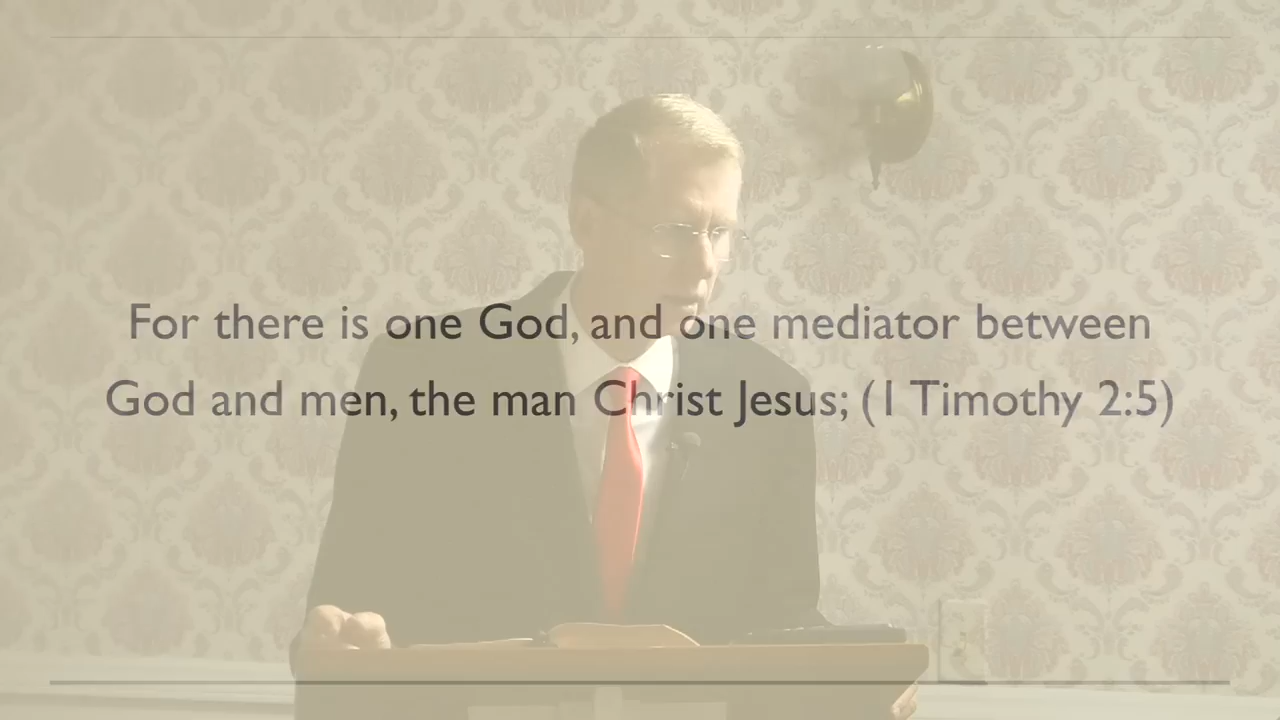 For there is one God, and one mediator between
God and men, the man Christ Jesus; (1 Timothy 2:5)